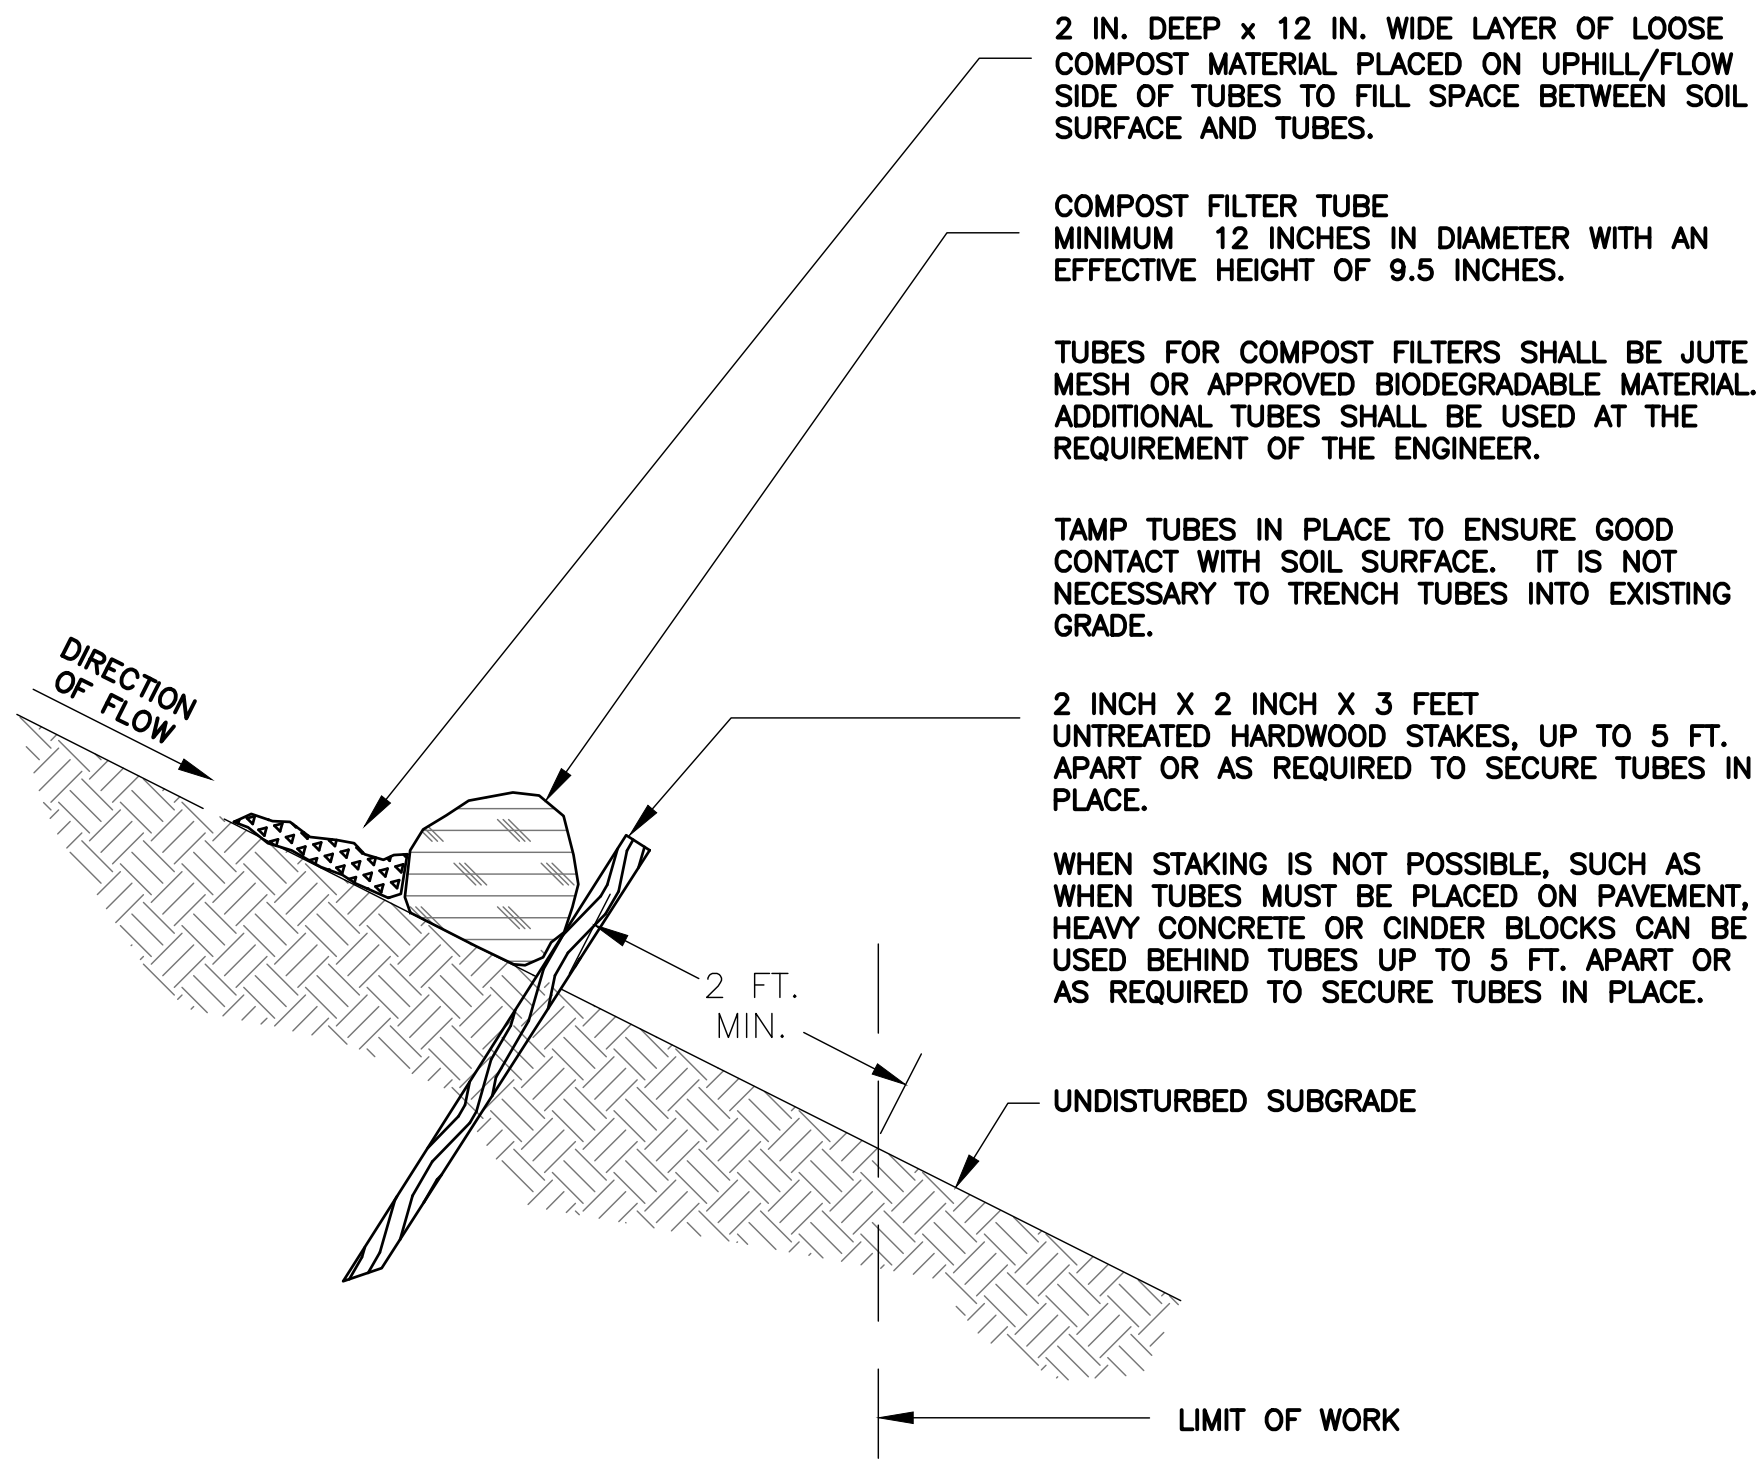 2 IN. DEEP x 12 IN. WIDE LAYER OF LOOSE
COMPOST MATERIAL PLACED ON UPHILL/FLOW
SIDE OF TUBES TO FILL SPACE BETWEEN SOIL
SURFACE AND TUBES.
COMPOST FILTER TUBE
MINIMUM 12 INCHES IN DIAMETER WITH AN
EFFECTIVE HEIGHT OF 9.5 INCHES.
TUBES FOR COMPOST FILTERS SHALL BE JUTE
MESH OR APPROVED BIODEGRADABLE MATERIAL.
ADDITIONAL TUBES SHALL BE USED AT THE
REQUIREMENT OF THE ENGINEER.
TAMP TUBES IN PLACE TO ENSURE GOOD
CONTACT WITH SOIL SURFACE. IT IS NOT
NECESSARY TO TRENCH TUBES INTO EXISTING
GRADE.
DIRECTION
OF FLOW
2 INCH X 2 INCH X 3 FEET
UNTREATED HARDWOOD STAKES, UP TO 5 FT.
APART OR AS REQUIRED TO SECURE TUBES IN
PLACE.
WHEN STAKING IS NOT POSSIBLE, SUCH AS
WHEN TUBES MUST BE PLACED ON PAVEMENT,
HEAVY CONCRETE OR CINDER BLOCKS CAN BE
USED BEHIND TUBES UP TO 5 FT. APART OR
AS REQUIRED TO SECURE TUBES IN PLACE.
2 FT.
MIN.
UNDISTURBED SUBGRADE
LIMIT OF WORK